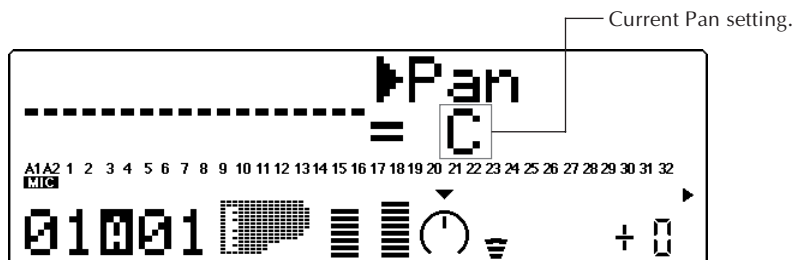 Current Pan setting.
▶Pan
-----------------= C
A1 A2 1 2 3 4 5 6 7 8 9 10 11 12 13 14 15 16 17 18 19 20 21 22 23 24 25 26 27 28 29 30 31 32
MIC
01A01 + 0